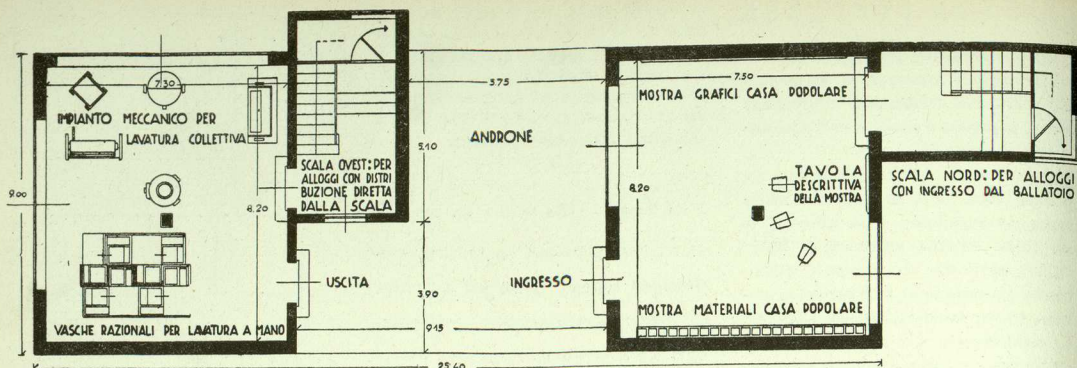 7.30
IMPIANTO MECCANICO PER
LAVATURA COLLETTIVA
9.00
8.20
VASCHE RAZIONALI PER LAVATURA A MANO
SCALA OVEST: PER
ALLOGGI CON DISTRI
BUZIONE DIRETTA
DALLA SCALA
5.75
5.10
ANDRONE
USCITA
INGRESSO
3.90
9.15
7.50
MOSTRA GRAFICI CASA POPOLARE
8.20
TAVOLA
DESCRITTIVA
DELLA MOSTRA
MOSTRA MATERIALI CASA POPOLARE
SCALA NORD: PER ALLOGGI
CON INGRESSO DAL BALLATOIO
25.40